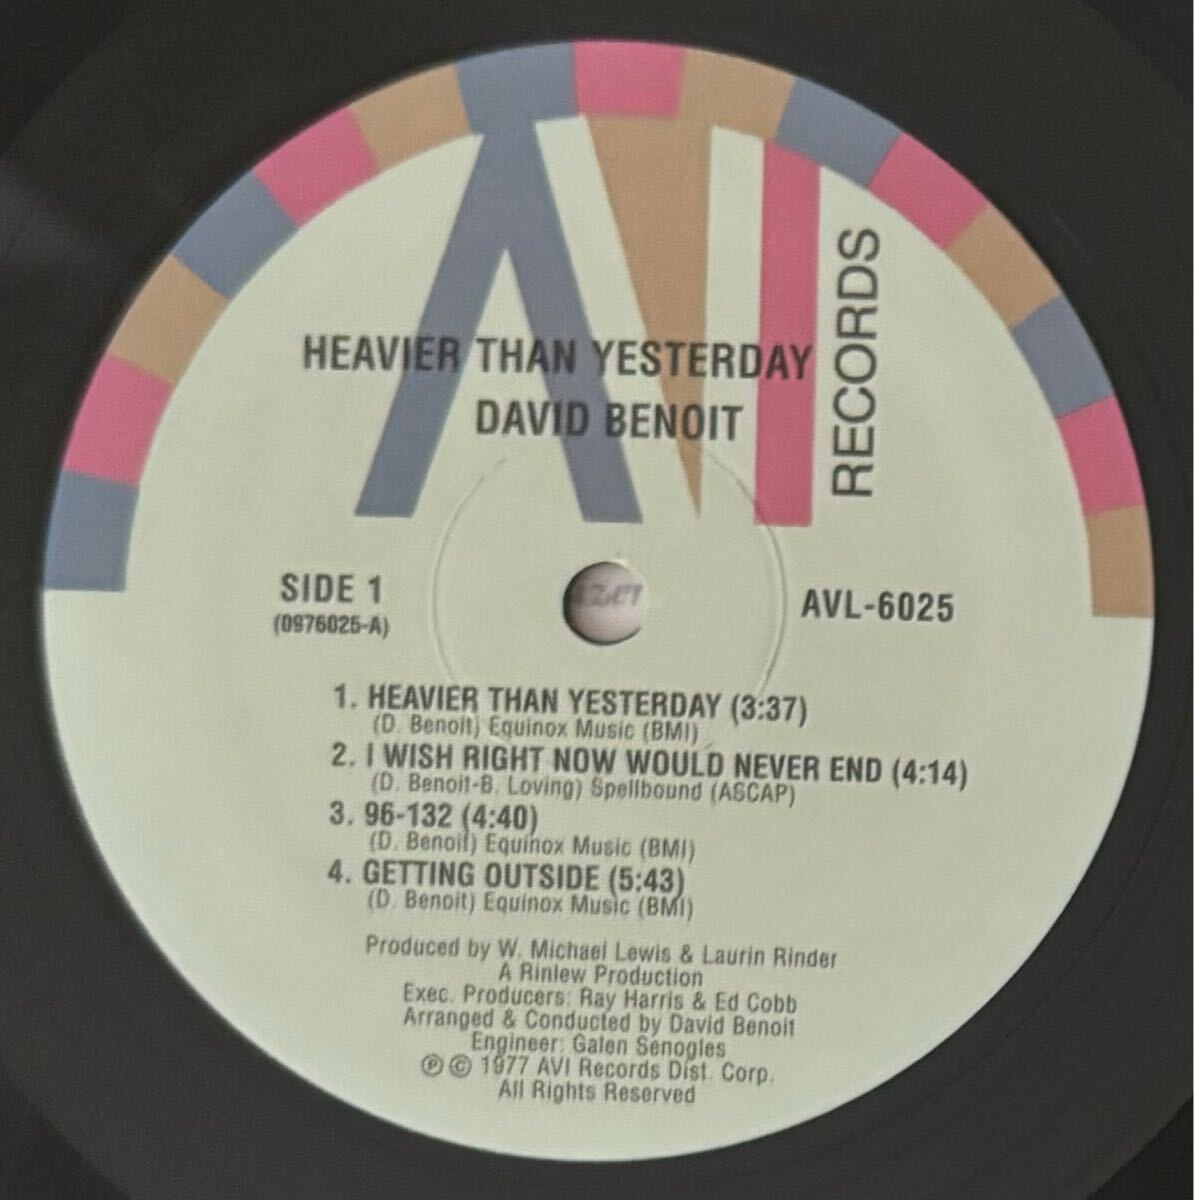 AVI
RECORDS
HEAVIER THAN YESTERDAY
DAVID BENOIT
SIDE 1
(0976025-A)
AVL-6025
1. HEAVIER THAN YESTERDAY (3:37)
(D. Benoit) Equinox Music (BMI)
2. I WISH RIGHT NOW WOULD NEVER END (4:14)
(D. Benoit-B. Loving) Spellbound (ASCAP)
3. 96-132 (4:40)
(D. Benoit) Equinox Music (BMI)
4. GETTING OUTSIDE (5:43)
(D. Benoit) Equinox Music (BMI)
Produced by W. Michael Lewis & Laurin Rinder
A Rinlew Production
Exec. Producers: Ray Harris & Ed Cobb
Arranged & Conducted by David Benoit
Engineer: Galen Senogles
℗ © 1977 AVI Records Dist. Corp.
All Rights Reserved